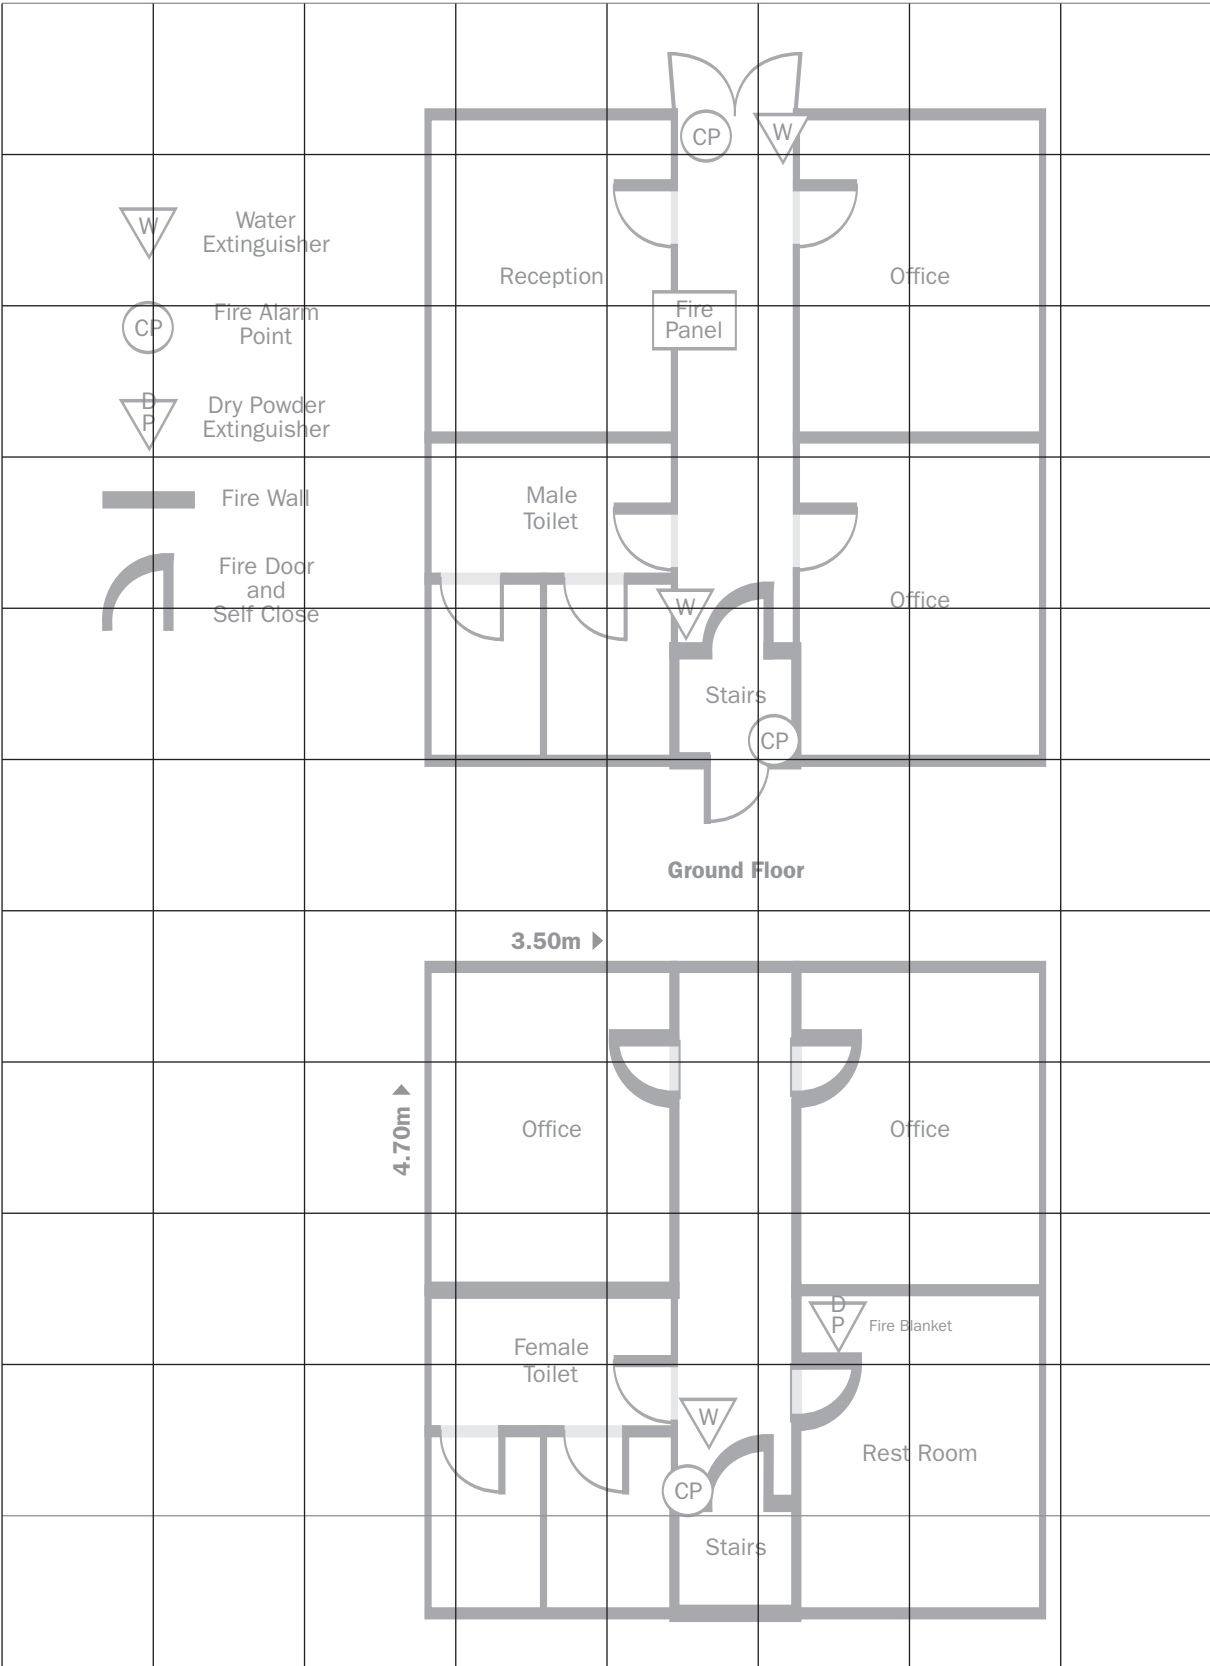 CP
W
W
Water
Extinguisher
Reception
Office
CP
Fire Alarm
Point
Fire
Panel
D
P
Dry Powder
Extinguisher
Fire Wall
Male
Toilet
Fire Door
and
Self Close
W
Office
Stairs
CP
Ground Floor
3.50m
4.70m
Office
Office
D
P
Fire Blanket
Female
Toilet
W
Rest Room
CP
Stairs